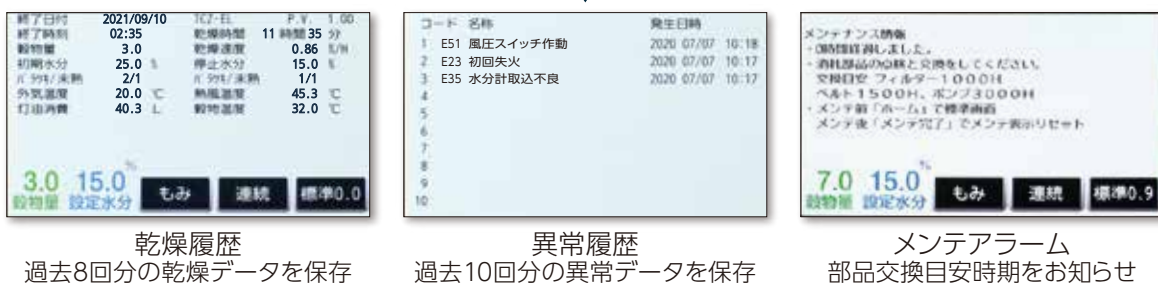 終了日付 2021/09/10 TCZ-EL P.V. 1.00
終了時刻 02:35 乾燥時間 11 時間 35 分
穀物量 3.0 乾燥速度 0.86 %/H
初期水分 25.0 % 停止水分 15.0 %
バラツキ/未熟 2/1 バラツキ/未熟 1/1
外気温度 20.0 ℃ 熱風温度 45.3 ℃
灯油消費 40.3 L 穀物温度 32.0 ℃
%
3.0 15.0 もみ 連続 標準0.0
穀物量 設定水分
乾燥履歴
過去8回分の乾燥データを保存
コード 名称 発生日時
1 E51 風圧スイッチ作動 2020 07/07 10:18
2 E23 初回失火 2020 07/07 10:17
3 E35 水分計取込不良 2020 07/07 10:17
4
5
6
7
8
9
10
異常履歴
過去10回分の異常データを保存
メンテナンス情報
・0時間経過しました。
・消耗部品の点検と交換をしてください。
交換目安 フィルター1000H
ベルト1500H、ポンプ3000H
・メンテ前「ホーム」で標準画面
メンテ後「メンテ完了」でメンテ表示リセット
%
7.0 15.0 もみ 連続 標準0.9
穀物量 設定水分
メンテアラーム
部品交換目安時期をお知らせ